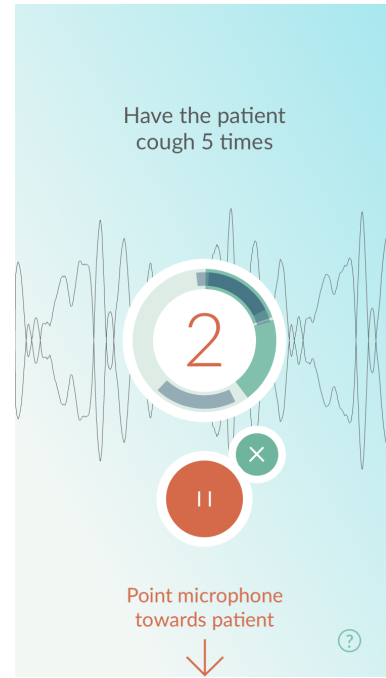 Have the patient
cough 5 times
2
Point microphone
towards patient
?